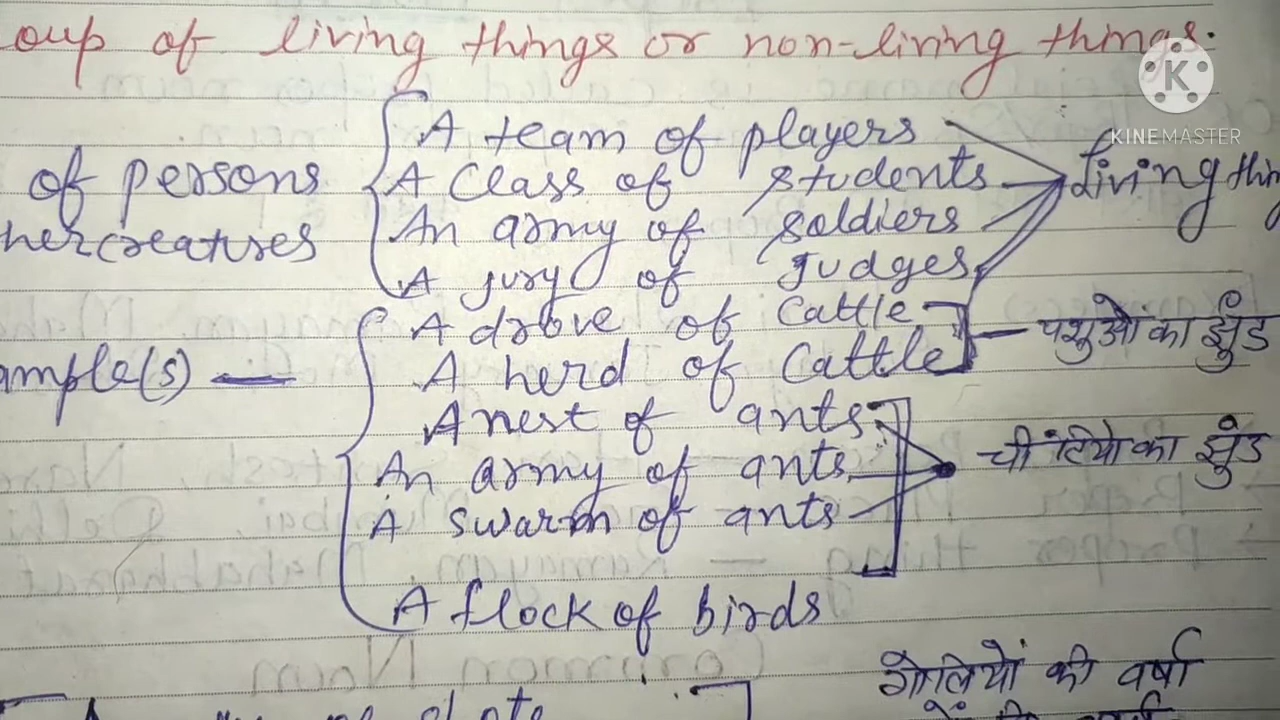 oup of living things or non-living things.
KINEMASTER
A team of players
of persons A Class of students Living thin
her creatures An army of soldiers
A jury of Judges
A drove of Cattle
ample(s) — A herd of Cattle — पशुओं का झुंड
A nest of ants
An army of ants चींटियो का झुंड
A swarm of ants
A flock of birds
गोलियों की वर्षा